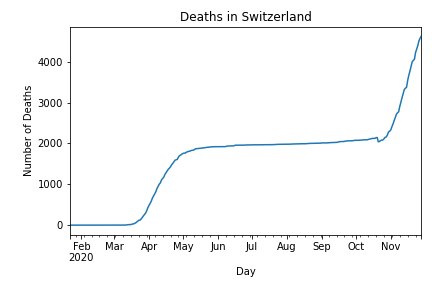 Deaths in Switzerland
Number of Deaths
4000
3000
2000
1000
0
Feb Mar Apr May Jun Jul Aug Sep Oct Nov
2020
Day